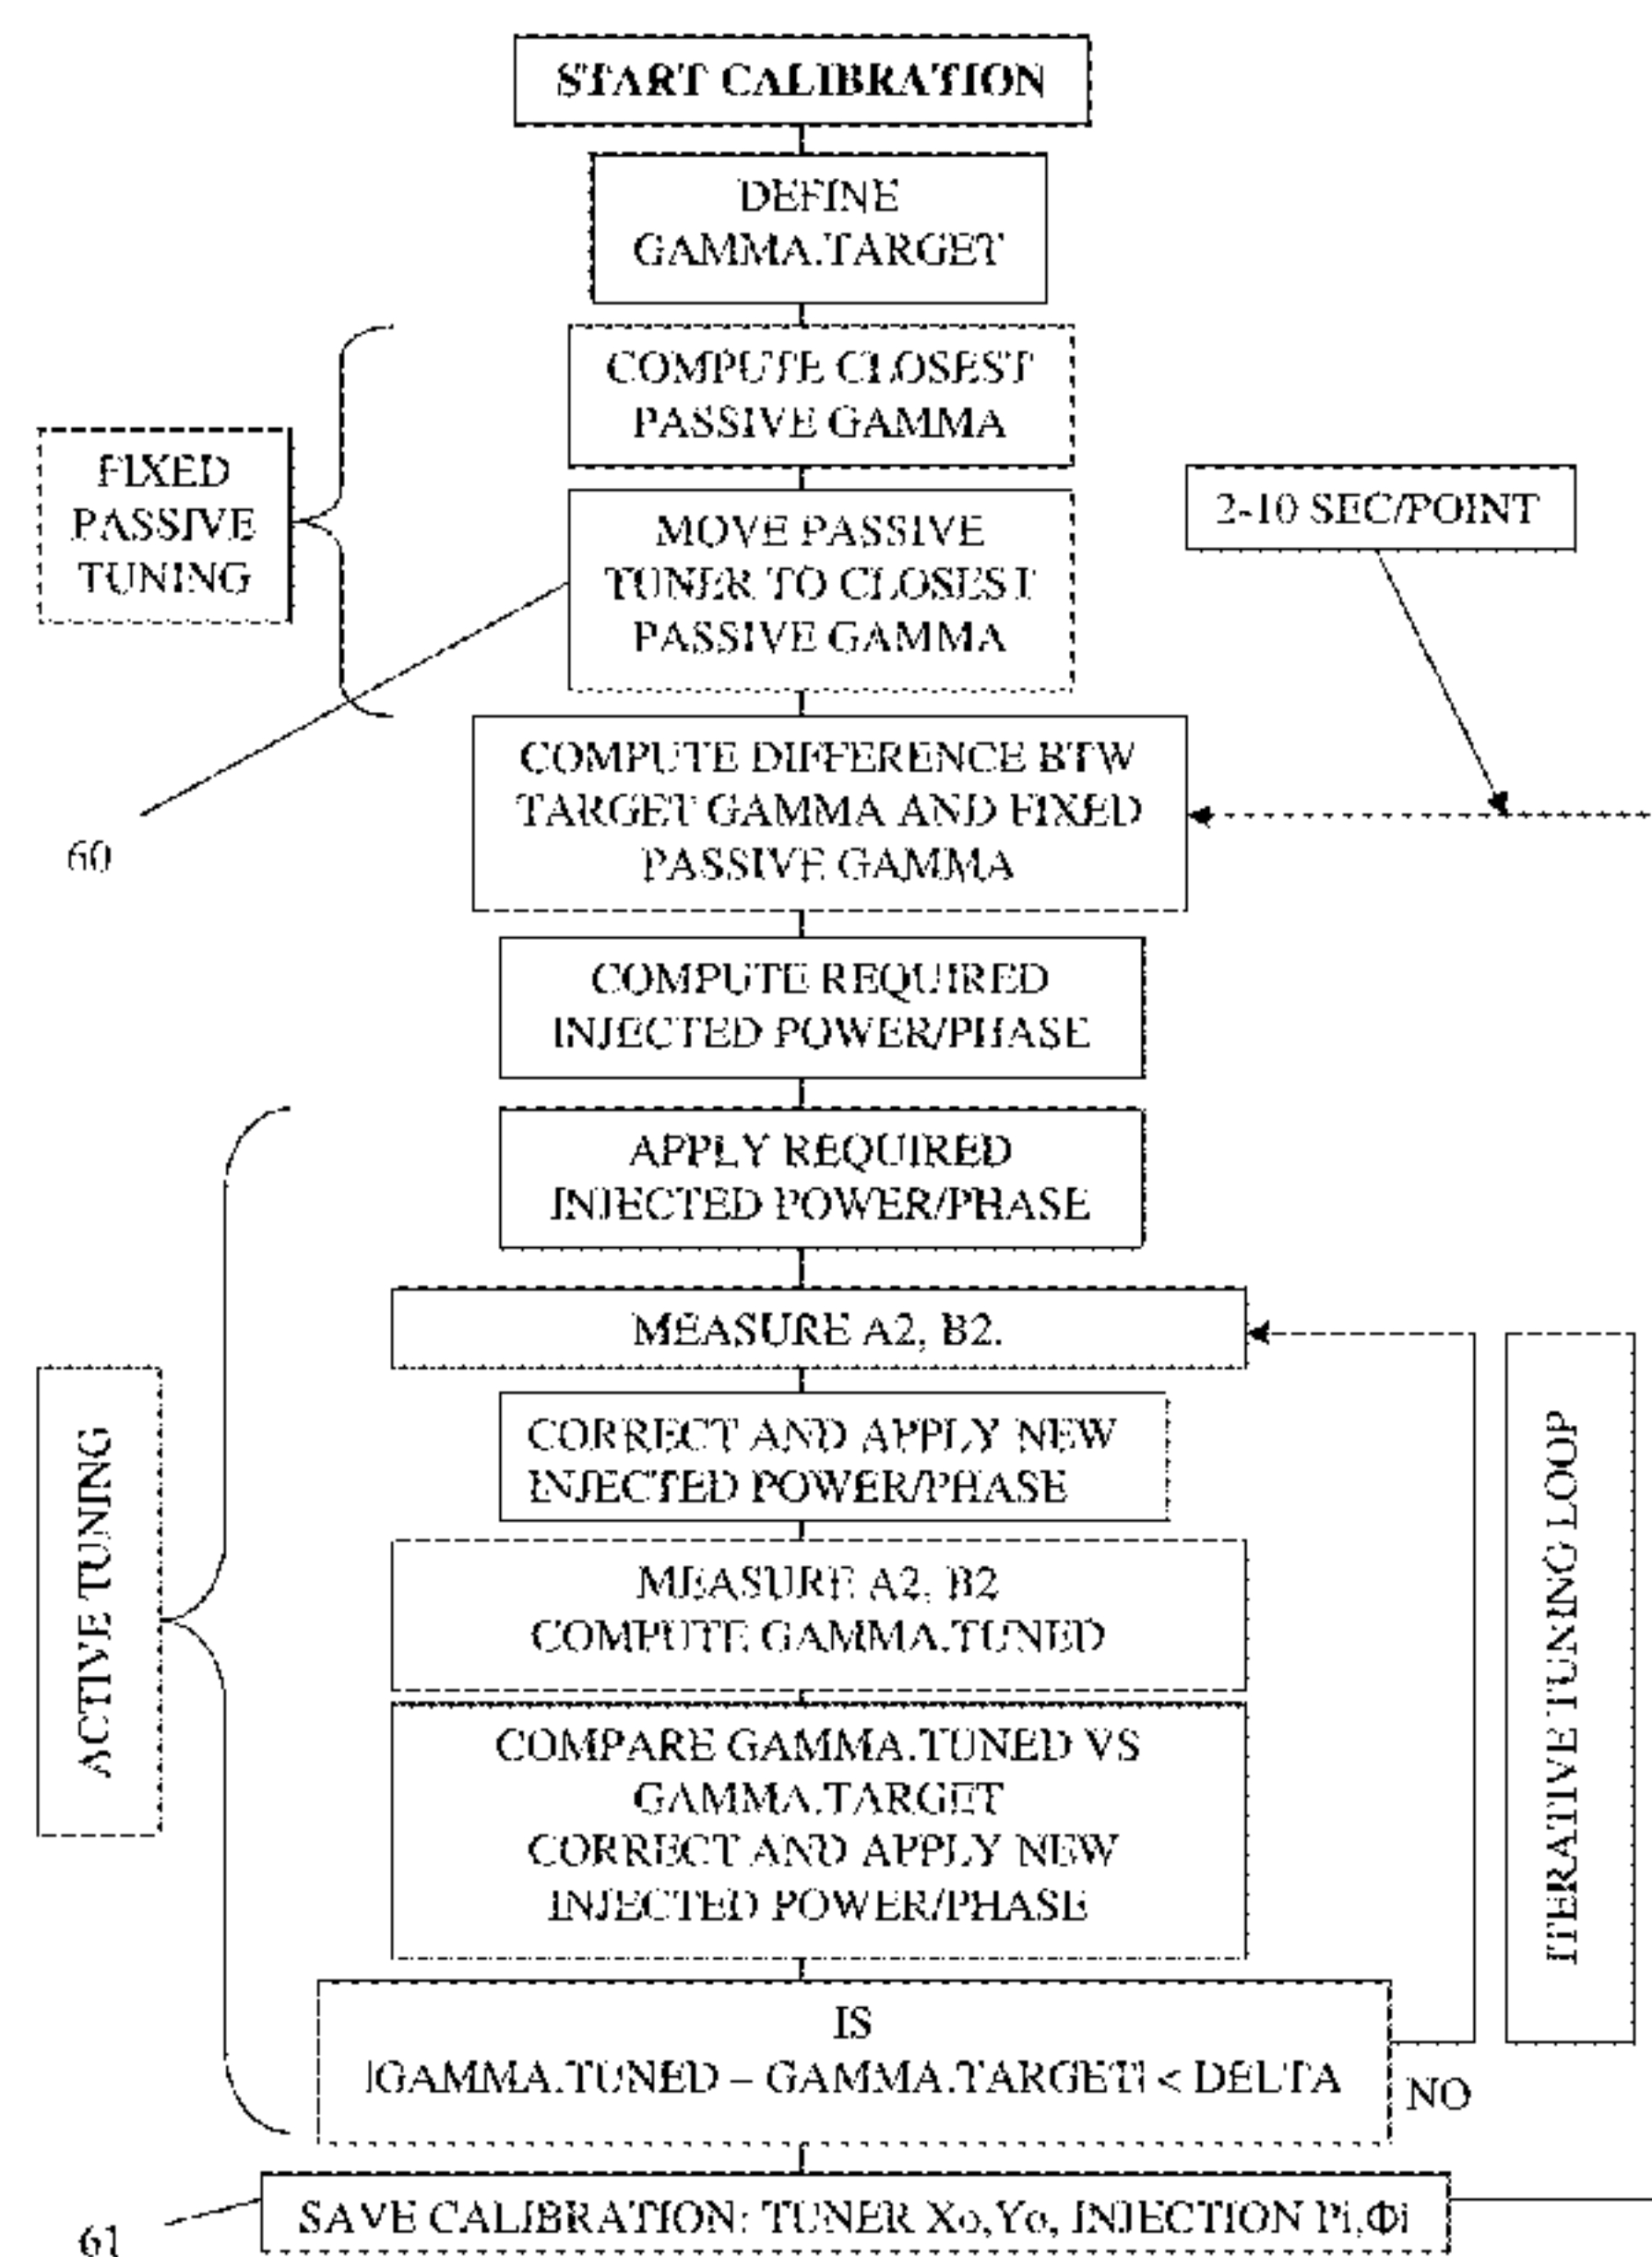 START CALIBRATION
DEFINE
GAMMA.TARGET
COMPUTE CLOSEST
PASSIVE GAMMA
FIXED
PASSIVE
TUNING
MOVE PASSIVE
TUNER TO CLOSEST
PASSIVE GAMMA
2-10 SEC/POINT
60
COMPUTE DIFFERENCE BTW
TARGET GAMMA AND FIXED
PASSIVE GAMMA
COMPUTE REQUIRED
INJECTED POWER/PHASE
APPLY REQUIRED
INJECTED POWER/PHASE
MEASURE A2, B2.
CORRECT AND APPLY NEW
INJECTED POWER/PHASE
MEASURE A2, B2
COMPUTE GAMMA.TUNED
ACTIVE TUNING
ITERATIVE TUNING LOOP
COMPARE GAMMA.TUNED VS
GAMMA.TARGET
CORRECT AND APPLY NEW
INJECTED POWER/PHASE
IS
|GAMMA.TUNED – GAMMA.TARGET| < DELTA
NO
SAVE CALIBRATION: TUNER Xo,Yo, INJECTION Pi,Φi
61